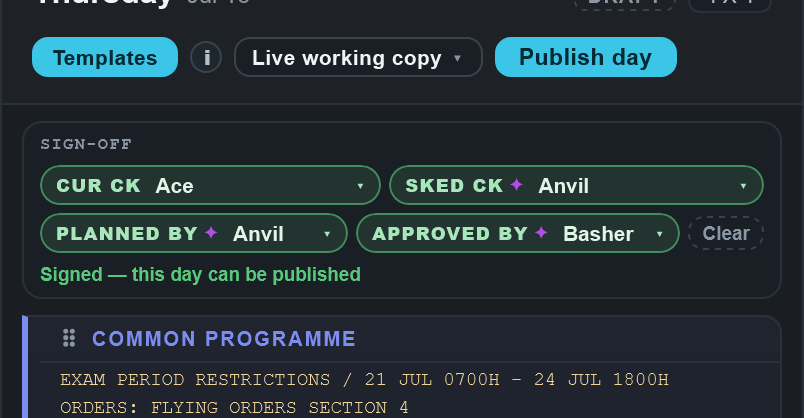 Thursday
Templates i Live working copy Publish day
SIGN-OFF
CUR CK Ace SKED CK Anvil
PLANNED BY Anvil APPROVED BY Basher Clear
Signed — this day can be published
COMMON PROGRAMME
EXAM PERIOD RESTRICTIONS / 21 JUL 0700H – 24 JUL 1800H
ORDERS: FLYING ORDERS SECTION 4